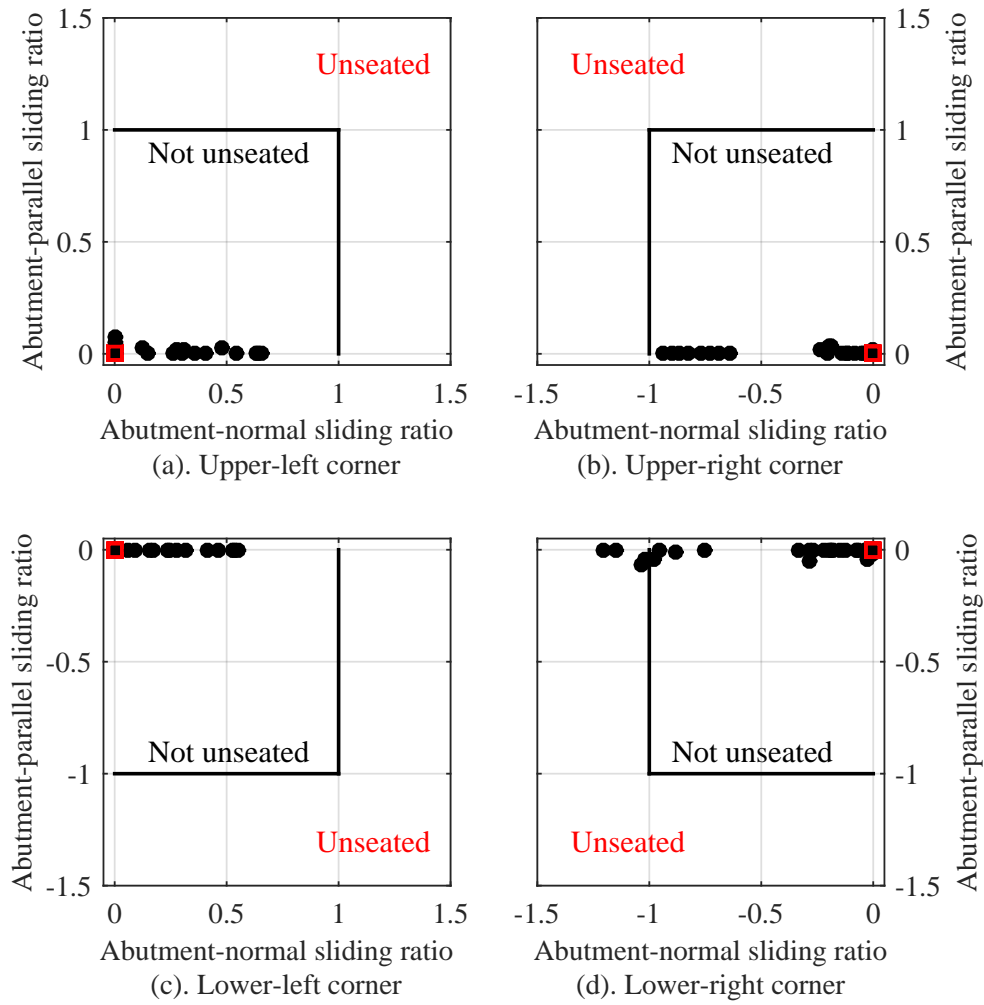 1.5
1
0.5
0
Abutment-parallel sliding ratio
Unseated
Not unseated
0 0.5 1 1.5
Abutment-normal sliding ratio
(a). Upper-left corner
1.5
1
0.5
0
Abutment-parallel sliding ratio
Unseated
Not unseated
-1.5 -1 -0.5 0
Abutment-normal sliding ratio
(b). Upper-right corner
0
-0.5
-1
-1.5
Abutment-parallel sliding ratio
Not unseated
Unseated
0 0.5 1 1.5
Abutment-normal sliding ratio
(c). Lower-left corner
0
-0.5
-1
-1.5
Abutment-parallel sliding ratio
Not unseated
Unseated
-1.5 -1 -0.5 0
Abutment-normal sliding ratio
(d). Lower-right corner